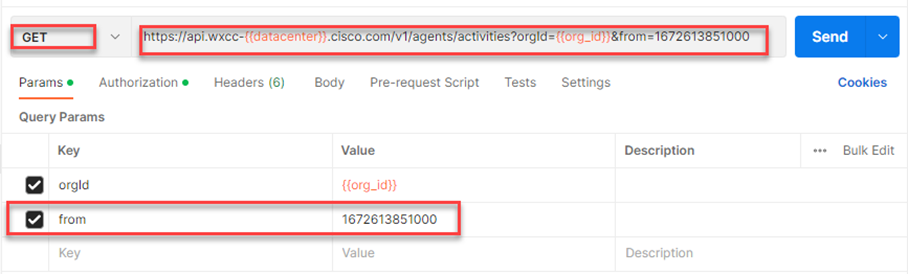 GET https://api.wxcc-{{datacenter}}.cisco.com/v1/agents/activities?orgId={{org_id}}&from=1672613851000 Send
Params Authorization Headers (6) Body Pre-request Script Tests Settings Cookies
Query Params
Key Value Description ••• Bulk Edit
orgId {{org_id}}
from 1672613851000
Key Value Description